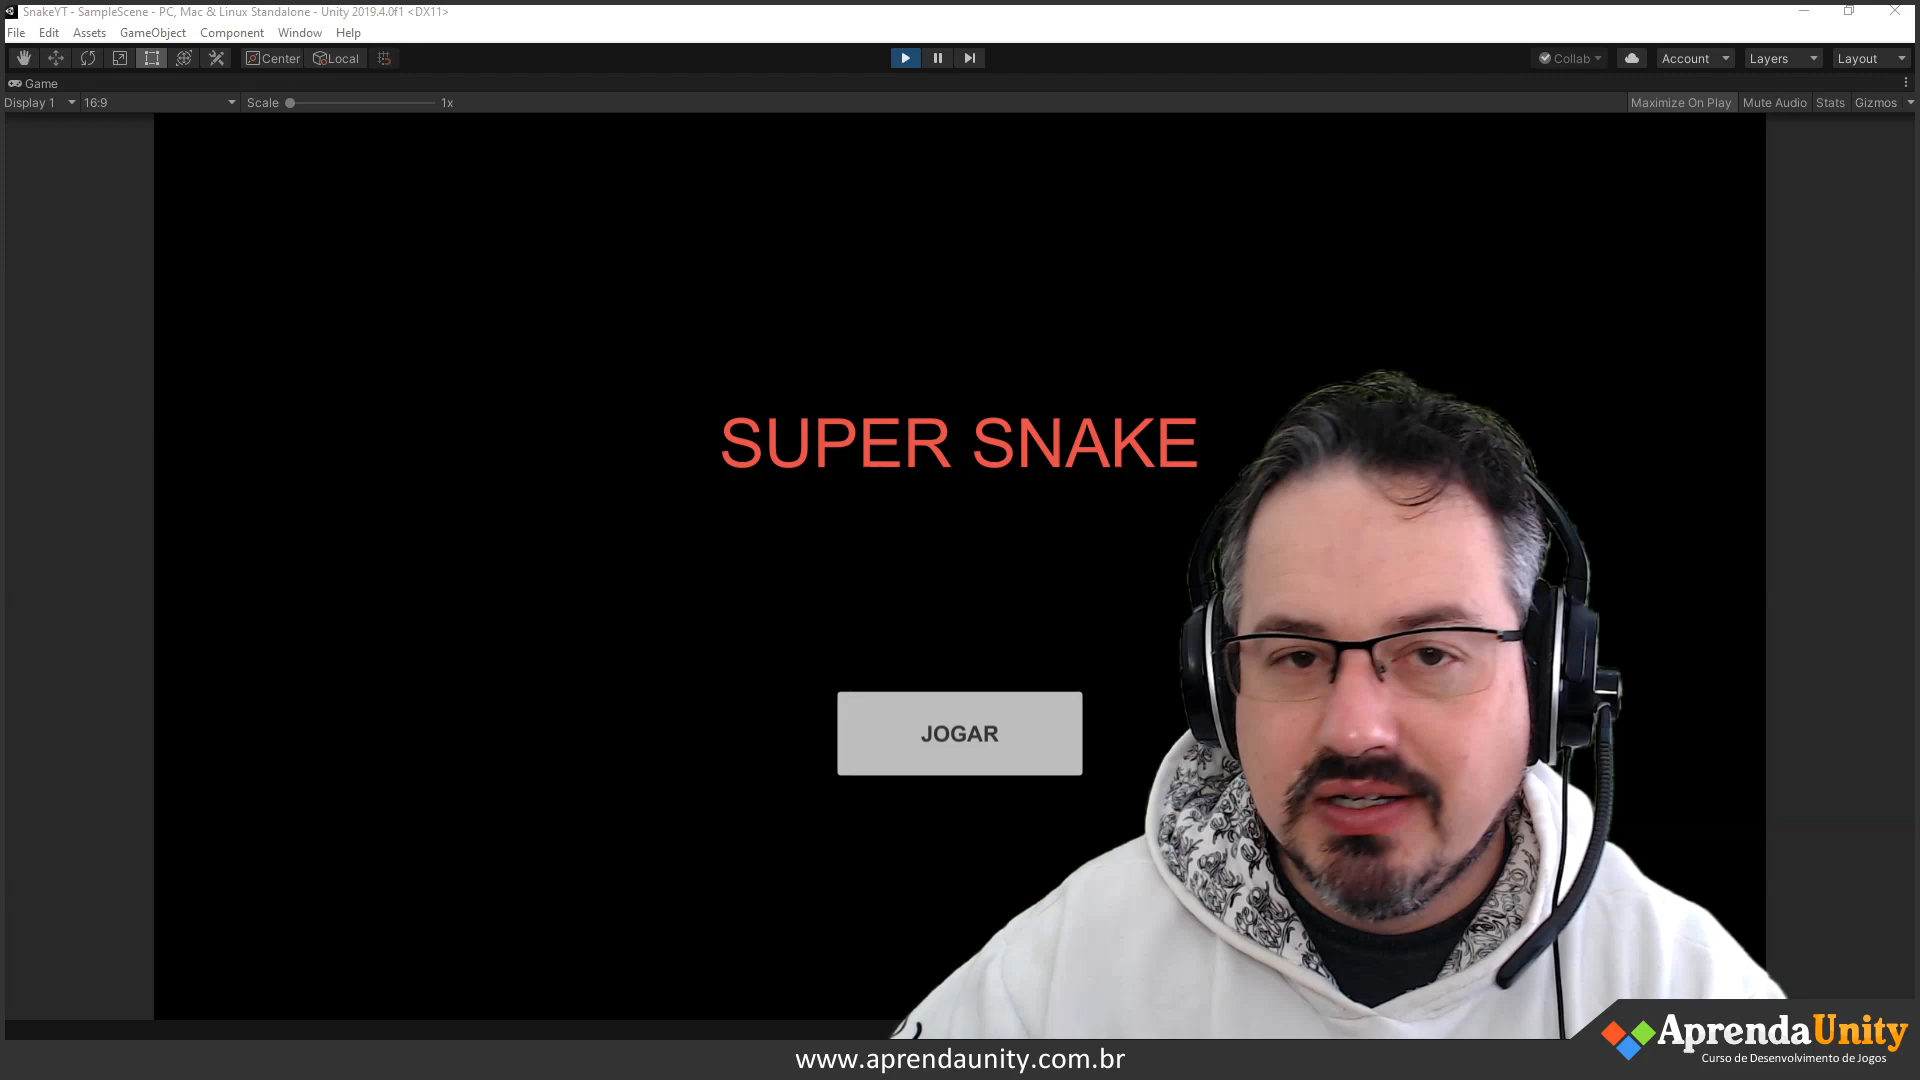 SnakeYT - SampleScene - PC, Mac & Linux Standalone - Unity 2019.4.0f1 <DX11>
File Edit Assets GameObject Component Window Help
Center Local Collab Account Layers Layout
Game
Display 1 16:9 Scale 1x Maximize On Play Mute Audio Stats Gizmos
SUPER SNAKE
JOGAR
AprendaUnity
Curso de Desenvolvimento de Jogos
www.aprendaunity.com.br